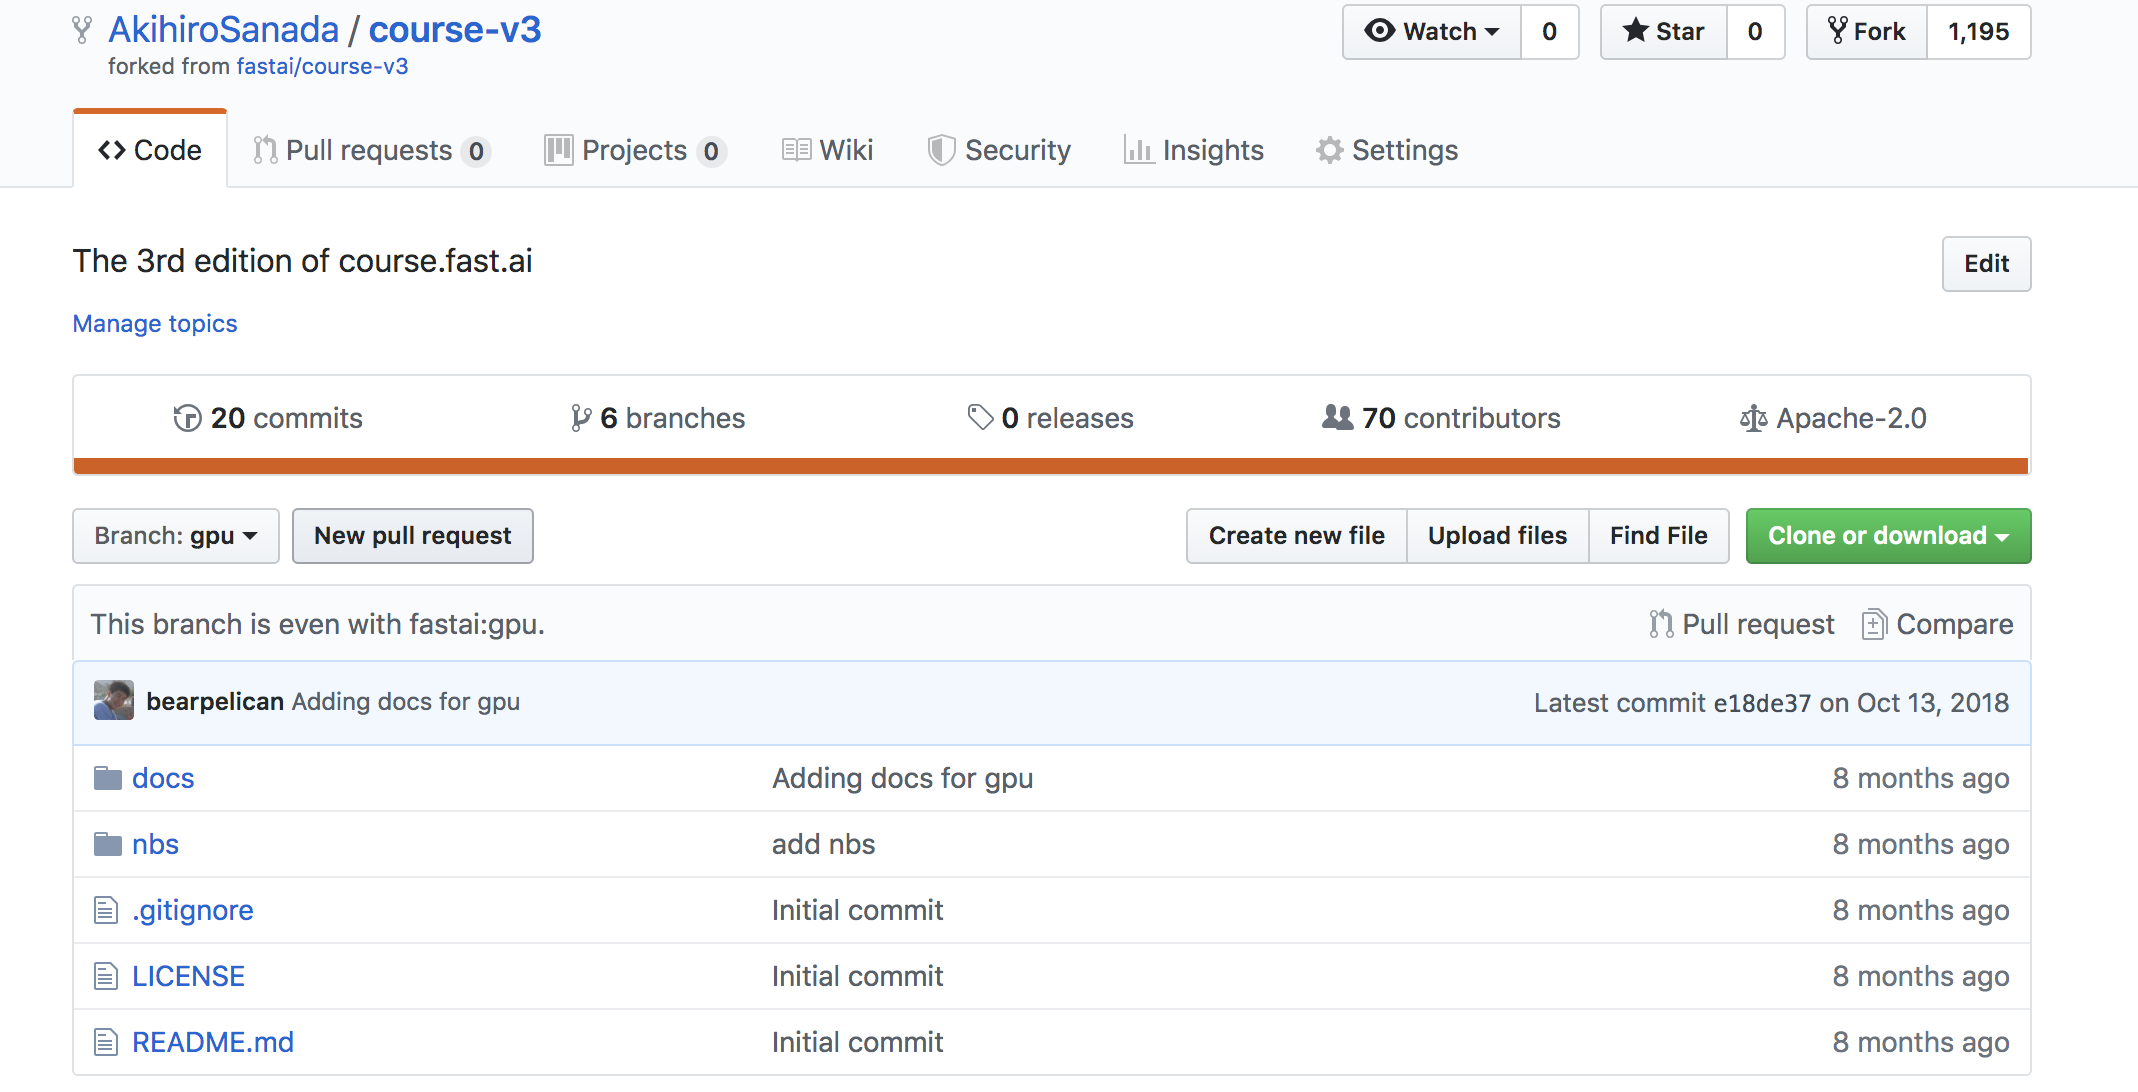 AkihiroSanada / course-v3
Watch 0 Star 0 Fork 1,195
forked from fastai/course-v3
Code Pull requests 0 Projects 0 Wiki Security Insights Settings
The 3rd edition of course.fast.ai
Edit
Manage topics
20 commits 6 branches 0 releases 70 contributors Apache-2.0
Branch: gpu New pull request Create new file Upload files Find File Clone or download
This branch is even with fastai:gpu. Pull request Compare
bearpelican Adding docs for gpu Latest commit e18de37 on Oct 13, 2018
docs Adding docs for gpu 8 months ago
nbs add nbs 8 months ago
.gitignore Initial commit 8 months ago
LICENSE Initial commit 8 months ago
README.md Initial commit 8 months ago